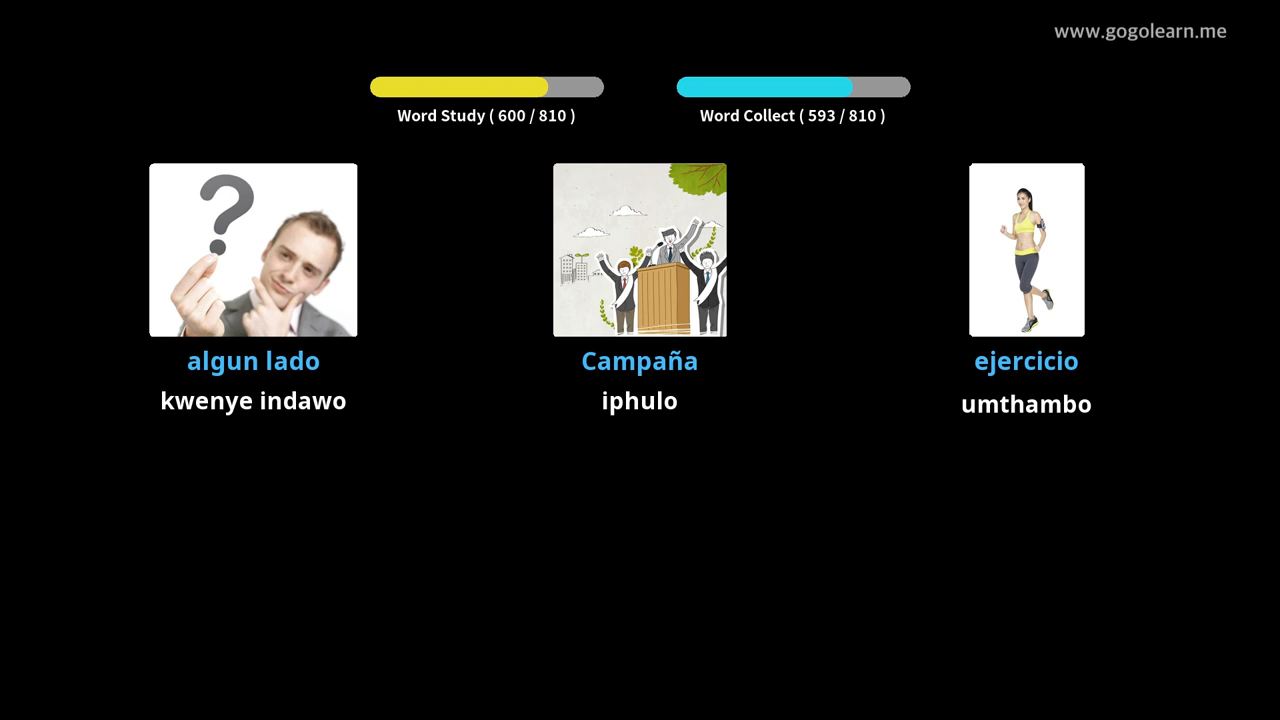 www.gogolearn.me
Word Study ( 600 / 810 )
Word Collect ( 593 / 810 )
algun lado
Campaña
ejercicio
kwenye indawo
iphulo
umthambo